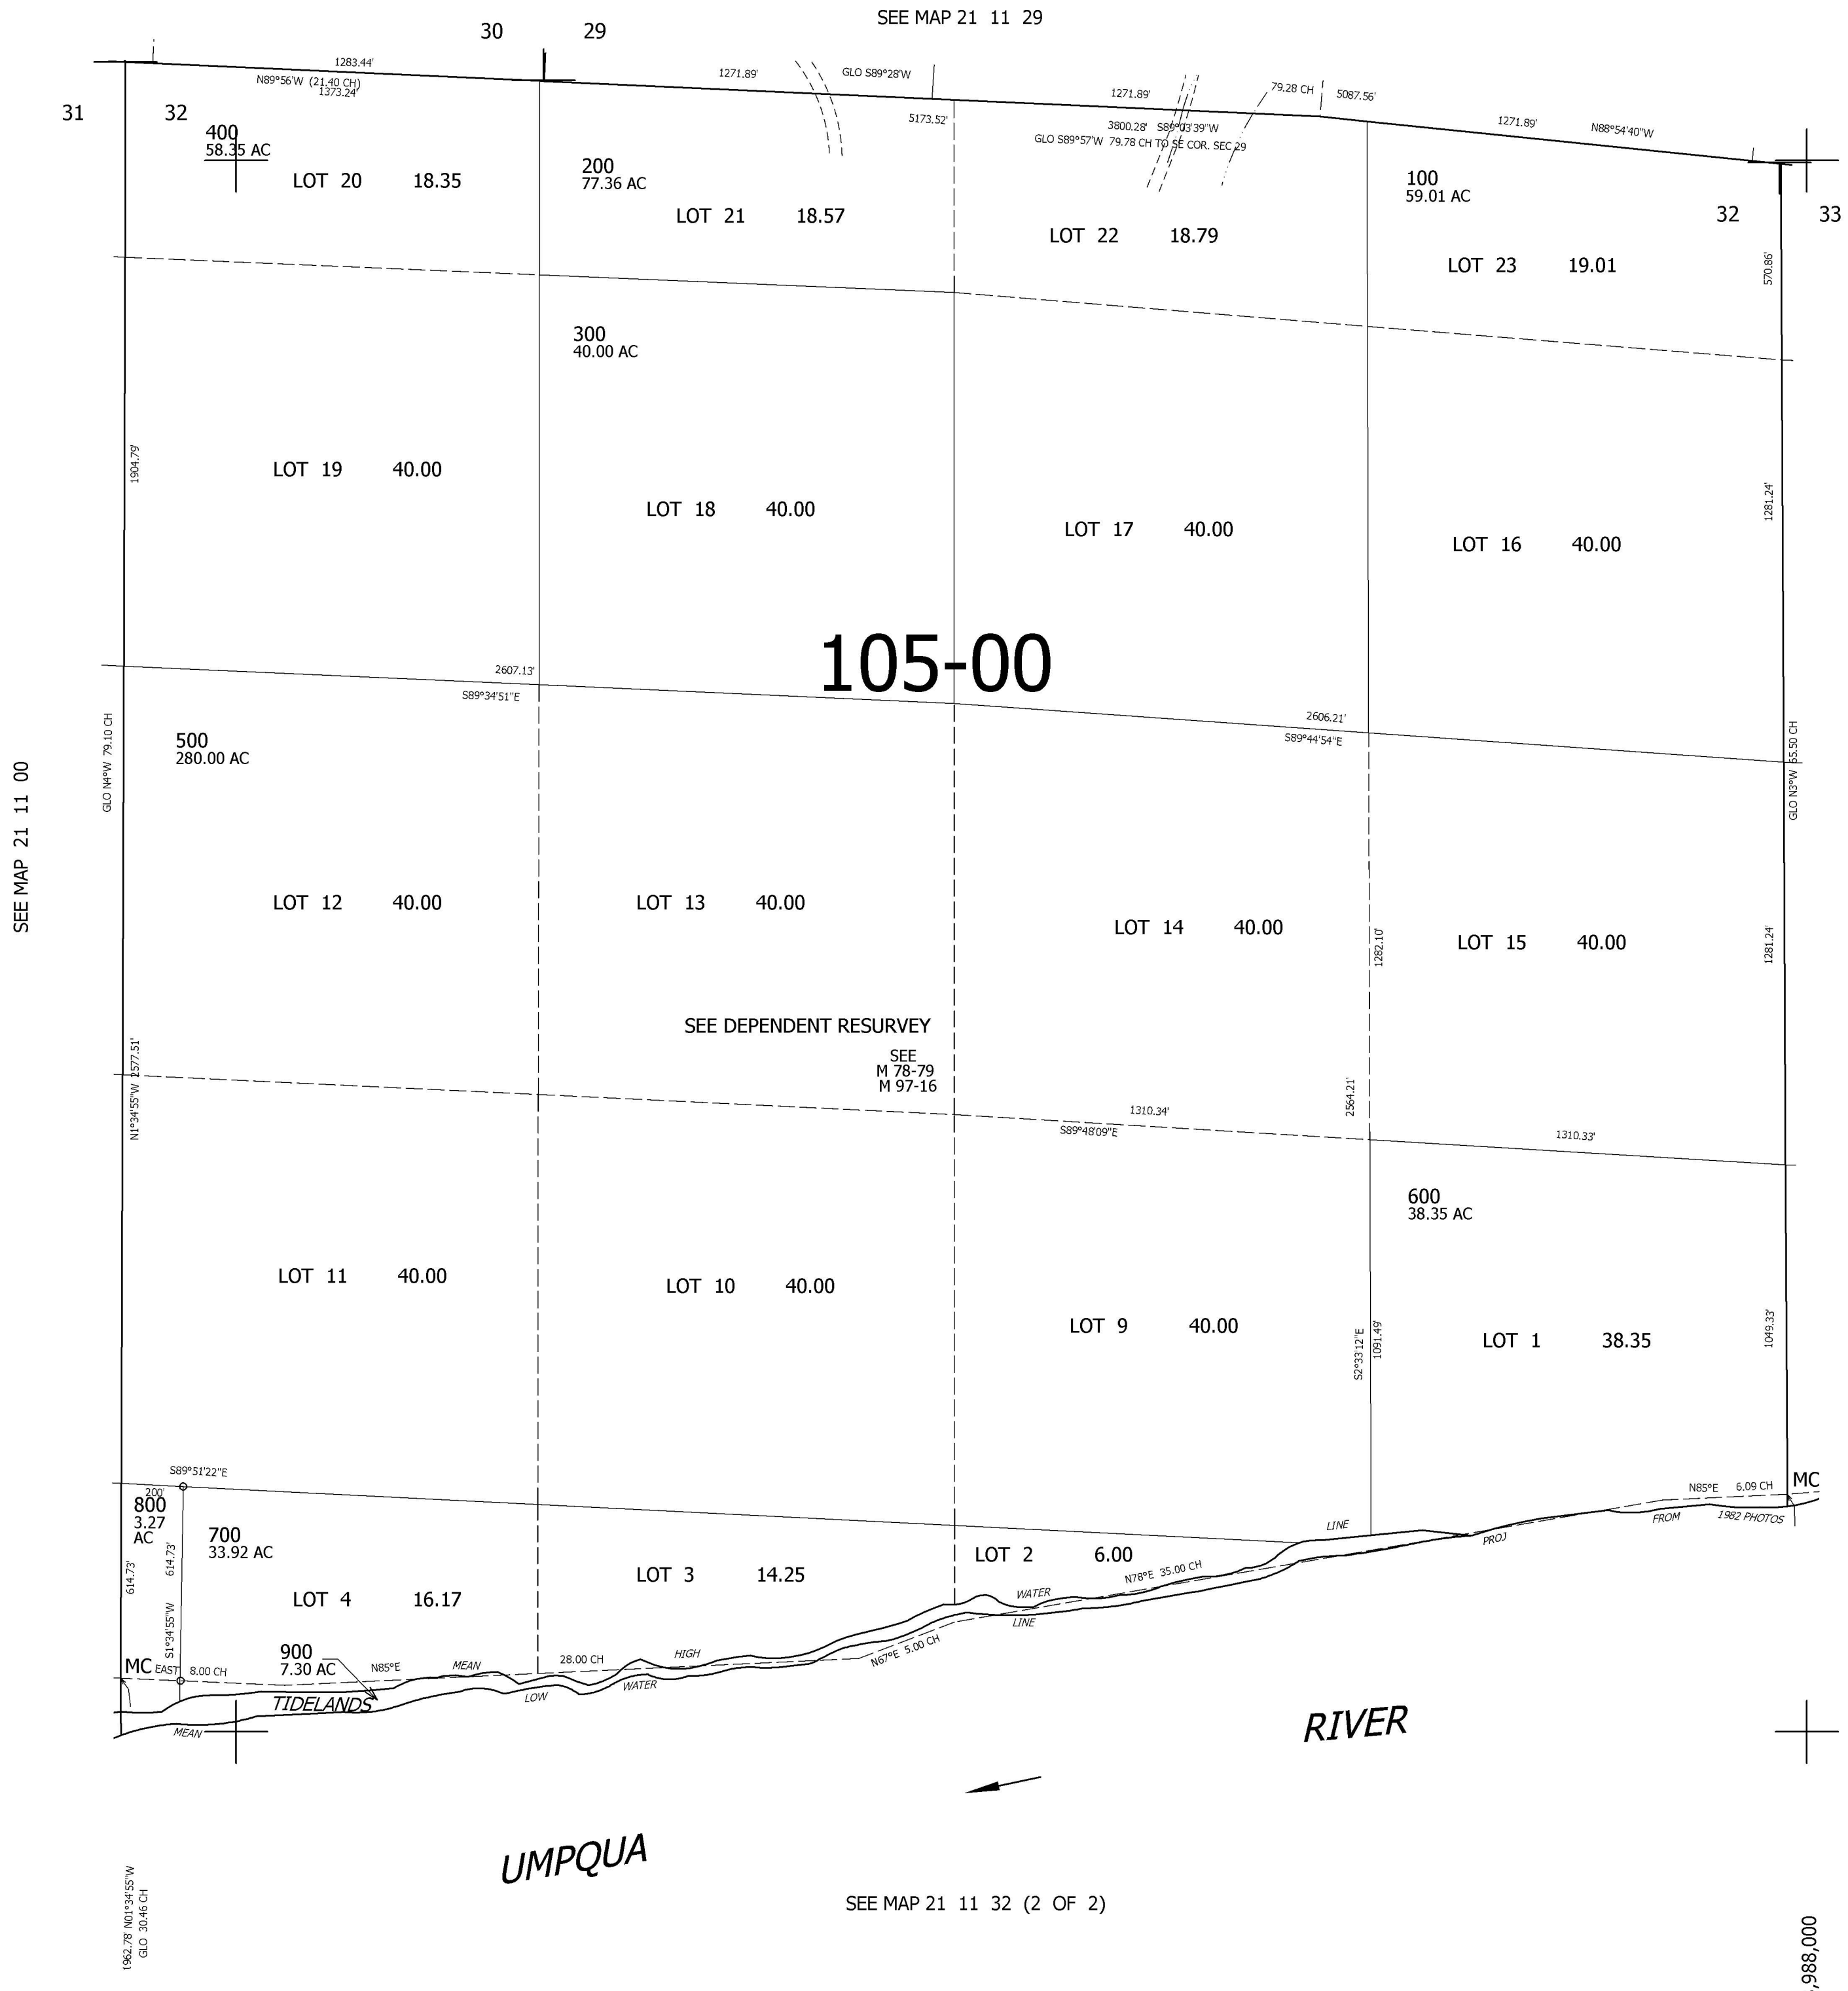 SEE MAP 21 11 29
30 29
1283.44'
N89°56'W (21.40 CH)
1373.24'
1271.89'
GLO S89°28'W
5173.52'
1271.89'
79.28 CH
5087.56'
3800.28' S89°03'39"W
GLO S89°57'W 79.78 CH TO SE COR. SEC 29
1271.89'
N88°54'40"W
31 32
32 33
400
58.35 AC
LOT 20 18.35
200
77.36 AC
LOT 21 18.57
LOT 22 18.79
100
59.01 AC
LOT 23 19.01
570.86'
300
40.00 AC
1904.79'
LOT 19 40.00
LOT 18 40.00
LOT 17 40.00
LOT 16 40.00
1281.24'
105-00
2607.13'
S89°34'51"E
2606.21'
S89°44'54"E
GLO N4°W 79.10 CH
GLO N3°W 55.50 CH
SEE MAP 21 11 00
500
280.00 AC
LOT 12 40.00
LOT 13 40.00
LOT 14 40.00
LOT 15 40.00
1282.10'
1281.24'
SEE DEPENDENT RESURVEY
SEE
M 78-79
M 97-16
N1°34'55"W 2577.51'
2564.21'
1310.34'
S89°48'09"E
1310.33'
600
38.35 AC
LOT 11 40.00
LOT 10 40.00
LOT 9 40.00
LOT 1 38.35
S2°33'12"E
1091.49'
1049.33'
S89°51'22"E
200'
800
3.27
AC
700
33.92 AC
614.73'
614.73'
S1°34'55"W
LOT 4 16.17
LOT 3 14.25
LOT 2 6.00
N78°E 35.00 CH
LINE
PROJ
FROM
1982 PHOTOS
N85°E 6.09 CH
MC
WATER
LINE
N67°E 5.00 CH
900
7.30 AC
MC EAST 8.00 CH
N85°E
MEAN
28.00 CH
HIGH
LOW
WATER
TIDELANDS
MEAN
RIVER
UMPQUA
SEE MAP 21 11 32 (2 OF 2)
1962.78' N01°34'55"W
GLO 30.46 CH
,988,000